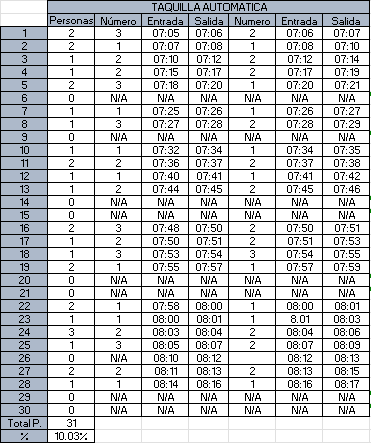 TAQUILLA AUTOMATICA
Personas Número Entrada Salida Numero Entrada Salida
1 2 3 07:05 07:06 2 07:06 07:07
2 2 1 07:07 07:08 1 07:08 07:10
3 1 2 07:10 07:12 2 07:12 07:14
4 1 2 07:15 07:17 2 07:17 07:19
5 2 3 07:18 07:20 1 07:20 07:21
6 0 N/A N/A N/A N/A N/A N/A
7 1 1 07:25 07:26 1 07:26 07:27
8 1 3 07:27 07:28 2 07:28 07:29
9 0 N/A N/A N/A N/A N/A N/A
10 1 1 07:32 07:34 1 07:34 07:35
11 2 2 07:36 07:37 2 07:37 07:38
12 1 1 07:40 07:41 1 07:41 07:42
13 1 2 07:44 07:45 2 07:45 07:46
14 0 N/A N/A N/A N/A N/A N/A
15 0 N/A N/A N/A N/A N/A N/A
16 2 3 07:48 07:50 2 07:50 07:51
17 1 2 07:50 07:51 2 07:51 07:53
18 1 3 07:53 07:54 3 07:54 07:55
19 2 1 07:55 07:57 1 07:57 07:59
20 0 N/A N/A N/A N/A N/A N/A
21 0 N/A N/A N/A N/A N/A N/A
22 2 1 07:58 08:00 1 08:00 08:01
23 1 1 08:00 08:01 1 8.01 08:03
24 3 2 08:03 08:04 2 08:04 08:06
25 1 3 08:05 08:07 2 08:07 08:09
26 0 N/A 08:10 08:12 08:12 08:13
27 2 2 08:11 08:13 2 08:13 08:15
28 1 1 08:14 08:16 1 08:16 08:17
29 0 N/A N/A N/A N/A N/A N/A
30 0 N/A N/A N/A N/A N/A N/A
Total P. 31
% 10.03%